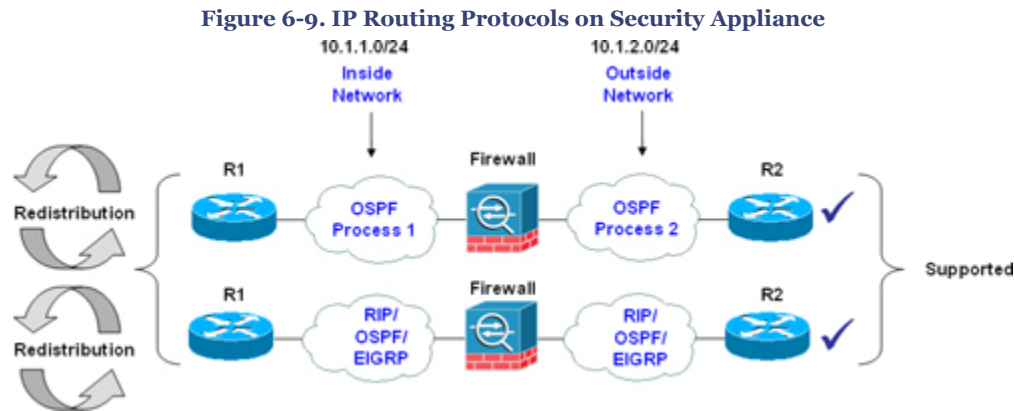 Figure 6-9. IP Routing Protocols on Security Appliance
10.1.1.0/24
Inside
Network
10.1.2.0/24
Outside
Network
Redistribution
R1
OSPF
Process 1
Firewall
OSPF
Process 2
R2
Supported
Redistribution
R1
RIP/
OSPF/
EIGRP
Firewall
RIP/
OSPF/
EIGRP
R2